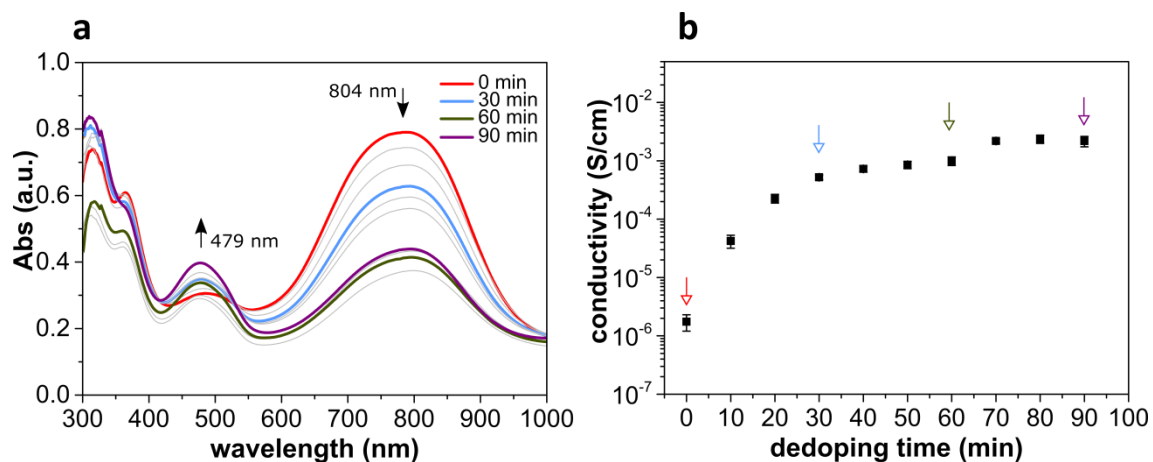 a
Abs (a.u.)
1.0
0.8
0.6
0.4
0.2
0.0
804 nm
479 nm
0 min
30 min
60 min
90 min
300 400 500 600 700 800 900 1000
wavelength (nm)
b
conductivity (S/cm)
10⁻²
10⁻³
10⁻⁴
10⁻⁵
10⁻⁶
10⁻⁷
0 10 20 30 40 50 60 70 80 90 100
dedoping time (min)